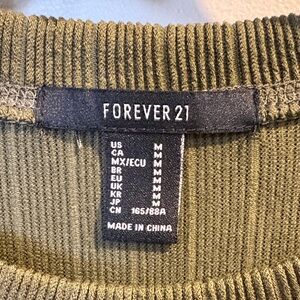 FOREVER 21
US M
CA M
MX/ECU M
BR M
EU M
UK M
KR M
JP M
CN 165/88A
MADE IN CHINA